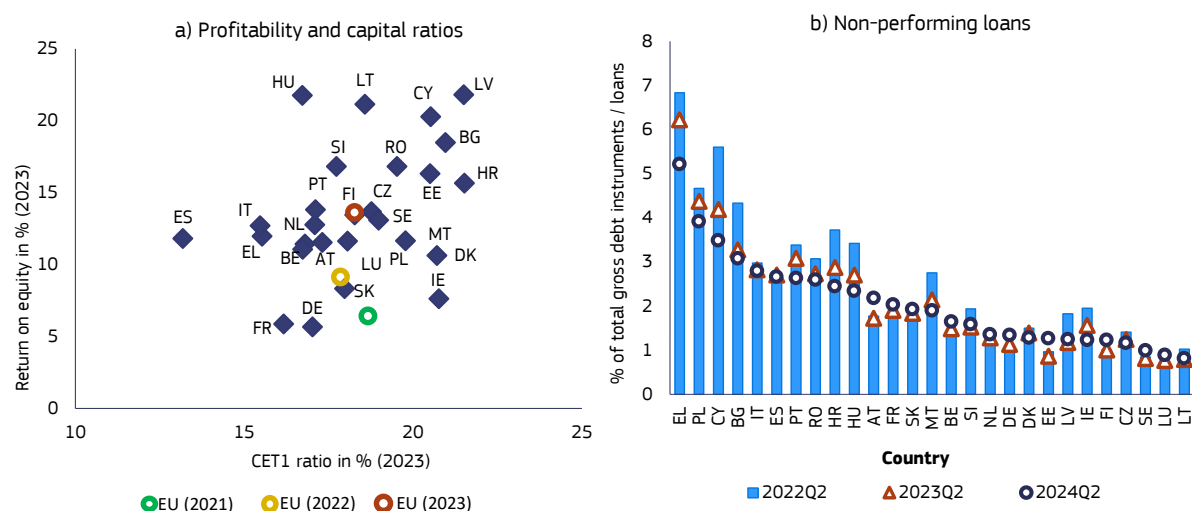 a) Profitability and capital ratios
Return on equity in % (2023)
25
20
15
10
5
0
HU
LT
CY
LV
BG
SI
RO
EE
HR
PT
FI
CZ
SE
ES
IT
EL
NL
BE
AT
LU
PL
MT
DK
SK
IE
FR
DE
10
15
20
25
CET1 ratio in % (2023)
EU (2021)
EU (2022)
EU (2023)
b) Non-performing loans
% of total gross debt instruments / loans
8
7
6
5
4
3
2
1
0
EL
PL
CY
BG
IT
ES
PT
RO
HR
HU
AT
FR
SK
MT
BE
SI
NL
DE
DK
EE
LV
IE
FI
CZ
SE
LU
LT
Country
2022Q2
2023Q2
2024Q2